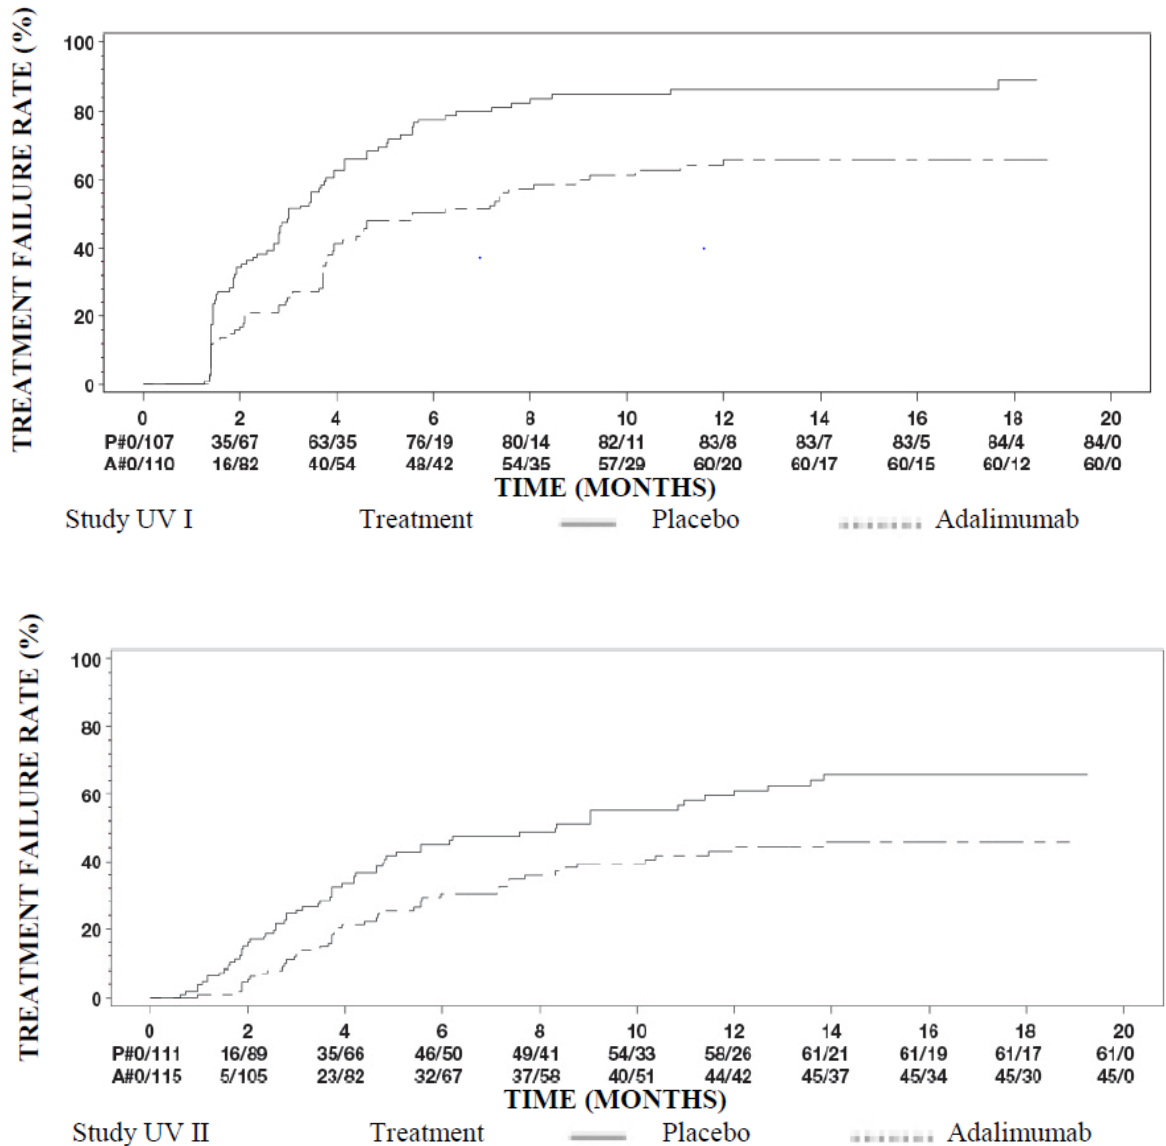 TREATMENT FAILURE RATE (%)
100
80
60
40
20
0
0 2 4 6 8 10 12 14 16 18 20
P#0/107 35/67 63/35 76/19 80/14 82/11 83/8 83/7 83/5 84/4 84/0
A#0/110 16/82 40/54 48/42 54/35 57/29 60/20 60/17 60/15 60/12 60/0
TIME (MONTHS)
Study UV I Treatment Placebo Adalimumab
TREATMENT FAILURE RATE (%)
100
80
60
40
20
0
0 2 4 6 8 10 12 14 16 18 20
P#0/111 16/89 35/66 46/50 49/41 54/33 58/26 61/21 61/19 61/17 61/0
A#0/115 5/105 23/82 32/67 37/58 40/51 44/42 45/37 45/34 45/30 45/0
TIME (MONTHS)
Study UV II Treatment Placebo Adalimumab